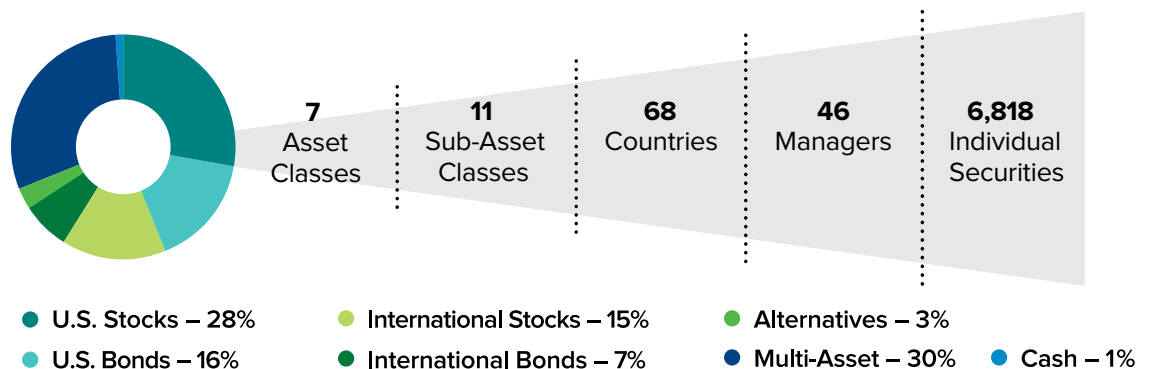 7
Asset
Classes
11
Sub-Asset
Classes
68
Countries
46
Managers
6,818
Individual
Securities
U.S. Stocks – 28%
International Stocks – 15%
Alternatives – 3%
U.S. Bonds – 16%
International Bonds – 7%
Multi-Asset – 30%
Cash – 1%